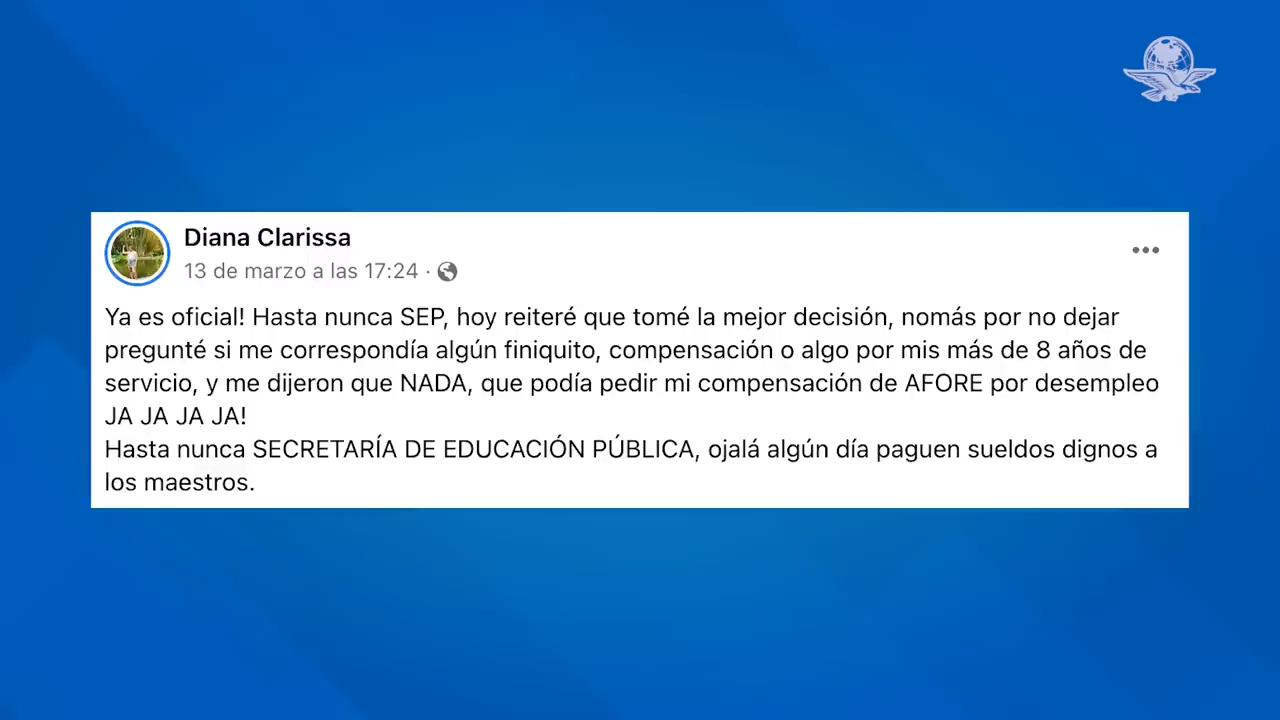 Diana Clarissa
13 de marzo a las 17:24 ·
Ya es oficial! Hasta nunca SEP, hoy reiteré que tomé la mejor decisión, nomás por no dejar
pregunté si me correspondía algún finiquito, compensación o algo por mis más de 8 años de
servicio, y me dijeron que NADA, que podía pedir mi compensación de AFORE por desempleo
JA JA JA JA!
Hasta nunca SECRETARÍA DE EDUCACIÓN PÚBLICA, ojalá algún día paguen sueldos dignos a
los maestros.